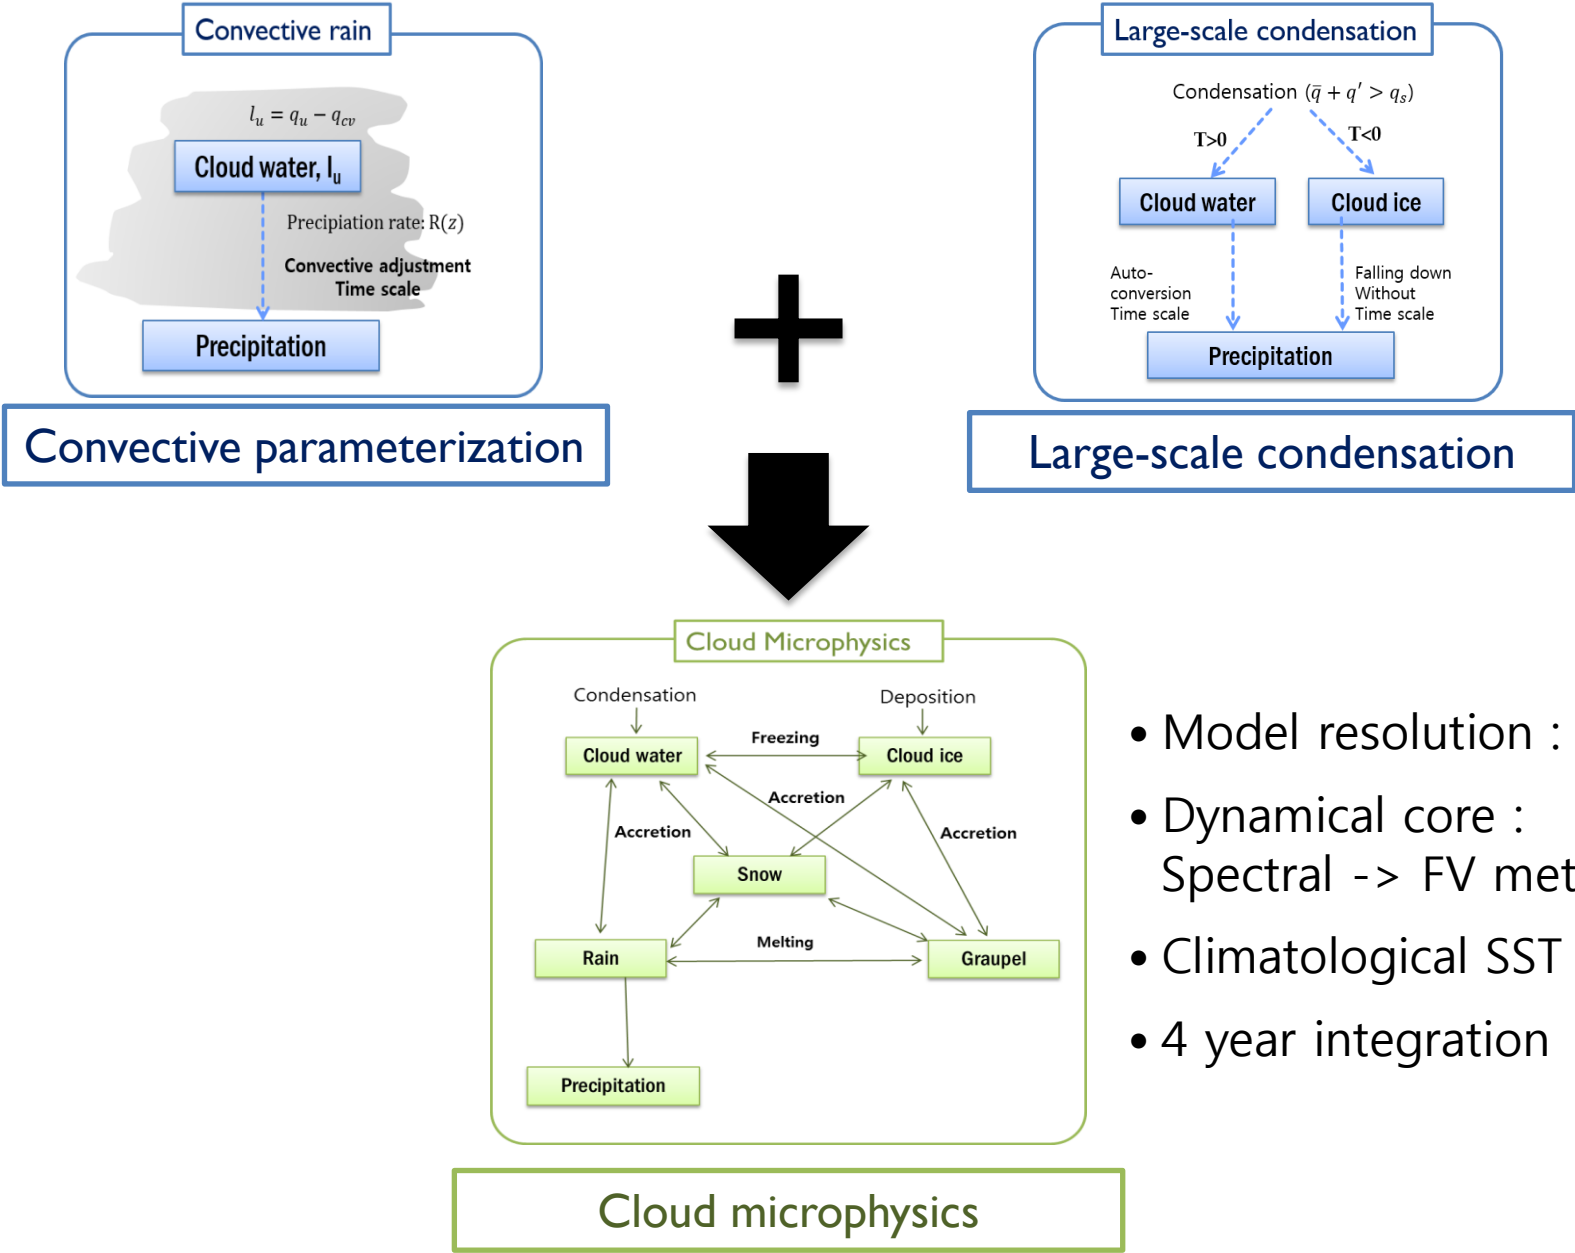 Convective rain
l_u = q_u − q_cv
Cloud water, l_u
Precipiation rate: R(z)
Convective adjustment
Time scale
Precipitation
Convective parameterization
Large-scale condensation
Condensation (q̄ + q′ > q_s)
T>0
T<0
Cloud water
Cloud ice
Auto-
conversion
Time scale
Falling down
Without
Time scale
Precipitation
Large-scale condensation
Cloud Microphysics
Condensation
Deposition
Cloud water
Freezing
Cloud ice
Accretion
Accretion
Accretion
Snow
Rain
Melting
Graupel
Precipitation
Cloud microphysics
• Model resolution :
• Dynamical core :
Spectral -> FV met
• Climatological SST
• 4 year integration